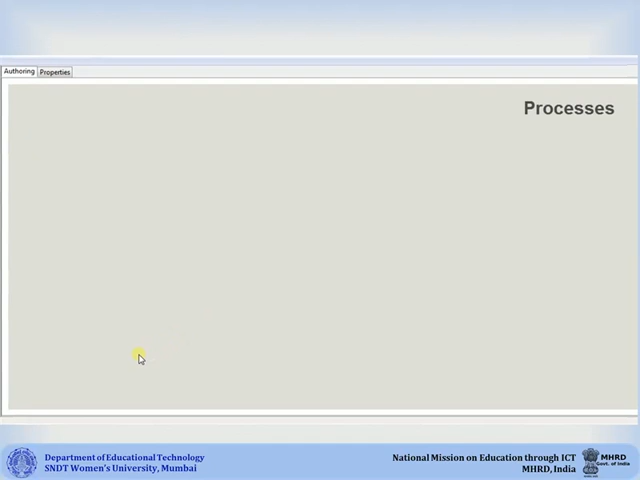 Authoring Properties
Processes
Department of Educational Technology
SNDT Women's University, Mumbai
National Mission on Education through ICT
MHRD, India
MHRD
Govt. of India